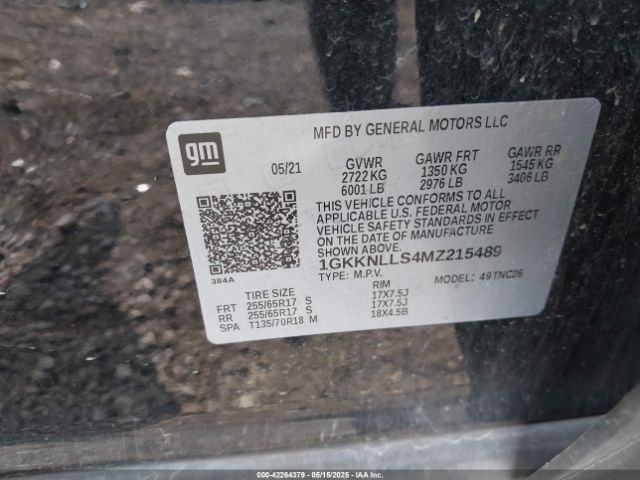 MFD BY GENERAL MOTORS LLC
gm
05/21
GVWR GAWR FRT GAWR RR
2722 KG 1350 KG 1545 KG
6001 LB 2976 LB 3406 LB
THIS VEHICLE CONFORMS TO ALL
APPLICABLE U.S. FEDERAL MOTOR
VEHICLE SAFETY STANDARDS IN EFFECT
ON THE DATE OF MANUFACTURE
SHOWN ABOVE.
1GKKNLLS4MZ215489
TYPE: M.P.V. MODEL: 49TNC26
384A
TIRE SIZE RIM
FRT 255/65R17 S 17X7.5J
RR 255/65R17 S 17X7.5J
SPA T135/70R18 M 18X4.5B
000-42264379 | 05/15/2025 | IAAI.COM